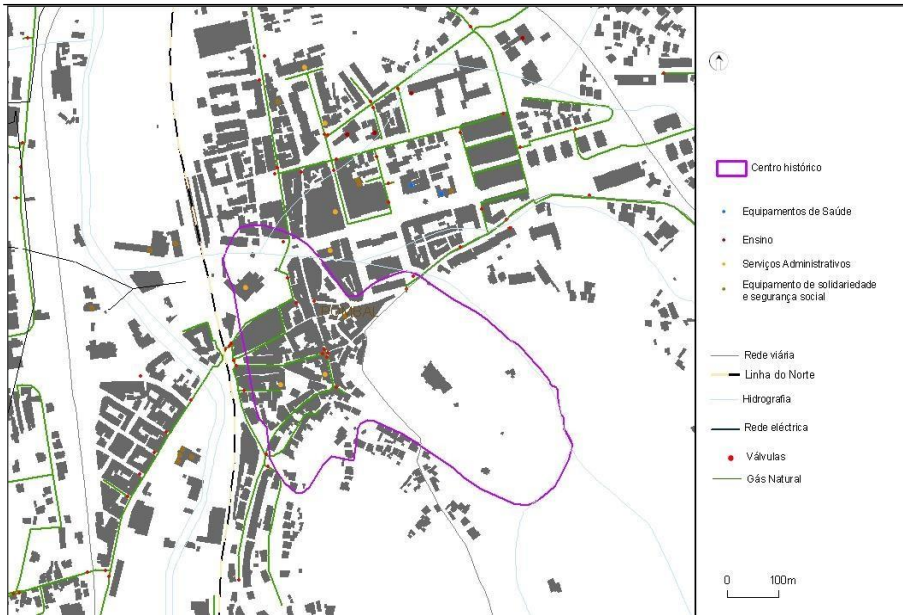 POMBAL
Centro histórico
Equipamentos de Saúde
Ensino
Serviços Administrativos
Equipamento de solidariedade
e segurança social
Rede viária
Linha do Norte
Hidrografia
Rede eléctrica
Válvulas
Gás Natural
0 100m